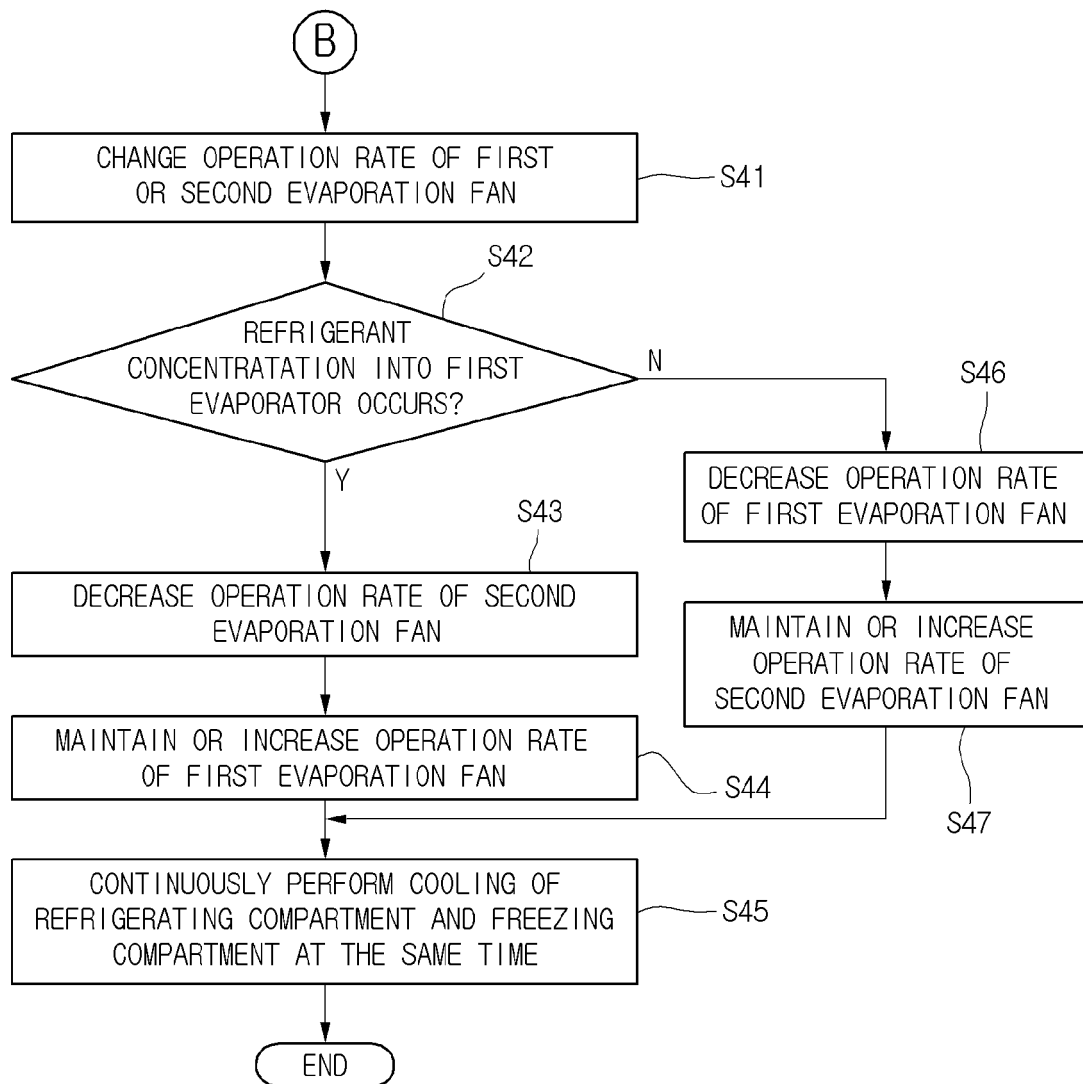 B
CHANGE OPERATION RATE OF FIRST
OR SECOND EVAPORATION FAN
S41
S42
REFRIGERANT
CONCENTRATATION INTO FIRST
EVAPORATOR OCCURS?
N
Y
S46
DECREASE OPERATION RATE
OF FIRST EVAPORATION FAN
S43
DECREASE OPERATION RATE OF SECOND
EVAPORATION FAN
MAINTAIN OR INCREASE
OPERATION RATE OF
SECOND EVAPORATION FAN
S47
MAINTAIN OR INCREASE OPERATION RATE
OF FIRST EVAPORATION FAN
S44
CONTINUOUSLY PERFORM COOLING OF
REFRIGERATING COMPARTMENT AND FREEZING
COMPARTMENT AT THE SAME TIME
S45
END